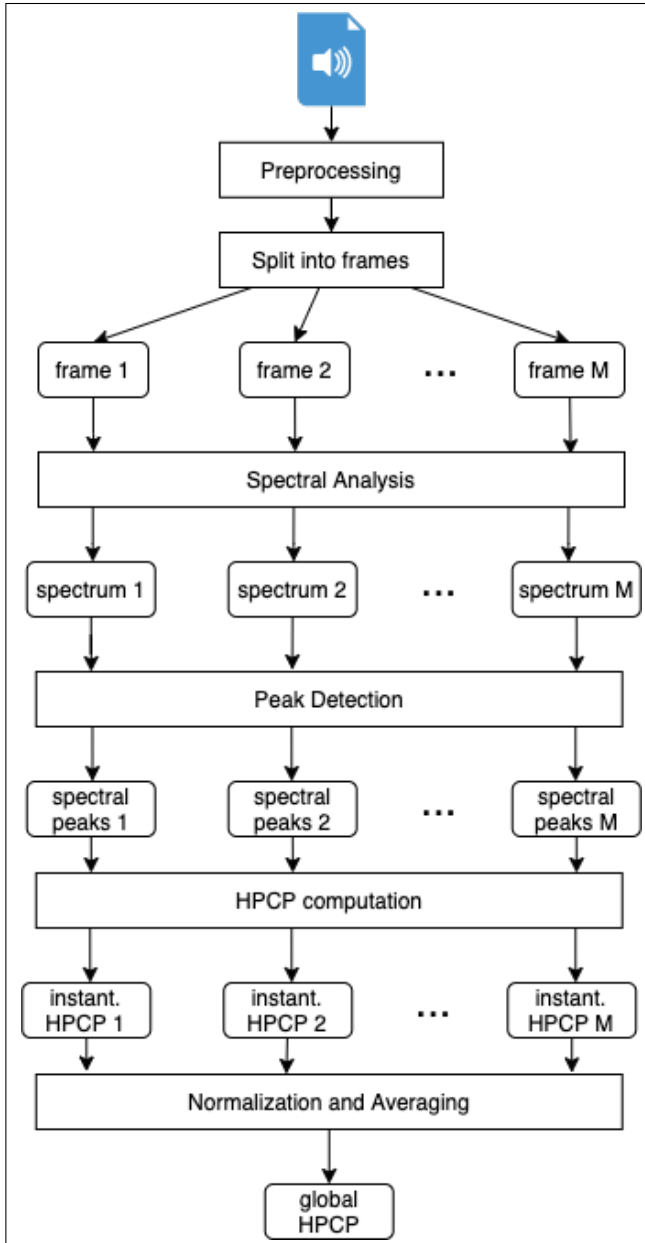 Preprocessing
Split into frames
frame 1 frame 2 ... frame M
Spectral Analysis
spectrum 1 spectrum 2 ... spectrum M
Peak Detection
spectral peaks 1
spectral peaks 2
...
spectral peaks M
HPCP computation
instant. HPCP 1
instant. HPCP 2
...
instant. HPCP M
Normalization and Averaging
global
HPCP